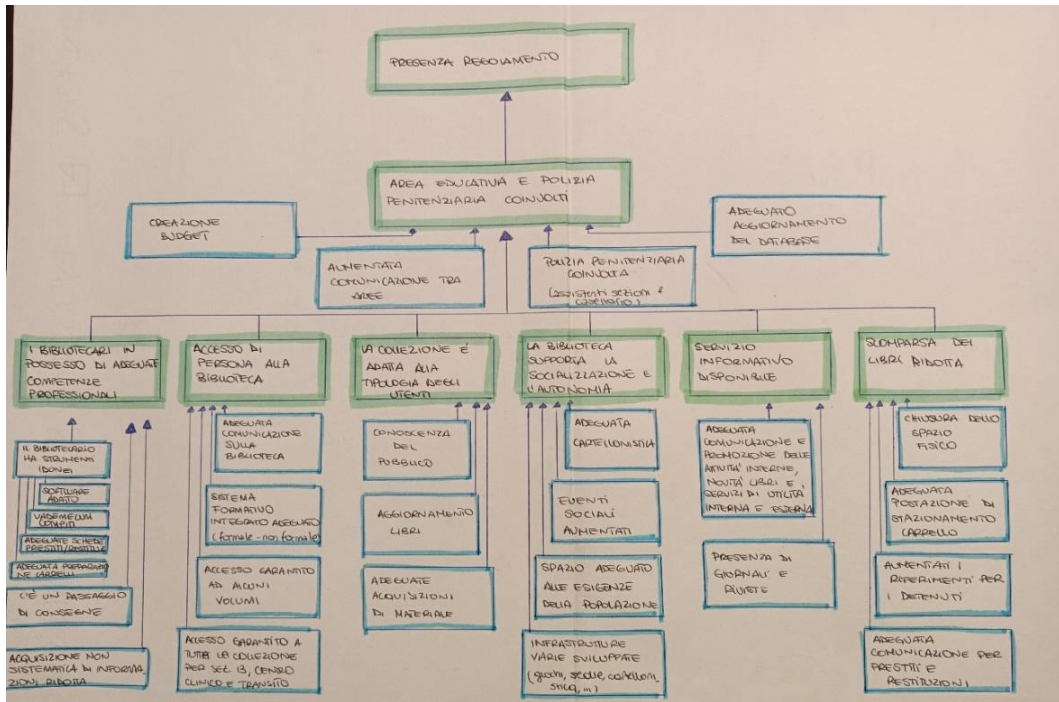 PRESENZA REGOLAMENTO
AREA EDUCATIVA E POLIZIA
PENITENZIARIA COINVOLTI
CREAZIONE
BUDGET
AUMENTATA
COMUNICAZIONE TRA
AREE
POLIZIA PENITENZIARIA
COINVOLTA
(assistenti sezioni e
casellario)
ADEGUATO
AGGIORNAMENTO
DEL DATABASE
I BIBLIOTECARI IN
POSSESSO DI ADEGUATE
COMPETENZE
PROFESSIONALI
IL BIBLIOTECARIO
HA STRUMENTI
IDONEI
SOFTWARE
ADATTO
VADEMECUM
COMPITI
ADEGUATE SCHEDE
PRESTITI/RESTITUZ
ADEGUATA PREPARAZIO
NE CARRELLI
C'È UN PASSAGGIO
DI CONSEGNE
ACQUISIZIONE NON
SISTEMATICA DI INFORMA
ZIONI RIDOTTA
ACCESSO DI
PERSONA ALLA
BIBLIOTECA
ADEGUATA
COMUNICAZIONE
SULLA
BIBLIOTECA
SISTEMA
FORMATIVO
INTEGRATO ADEGUATO
(formale - non formale)
ACCESSO GARANTITO
AD ALCUNI
VOLUMI
ACCESSO GARANTITO A
TUTTA LA COLLEZIONE
PER SEZ. 13, CENTRO
CLINICO E TRANSITO
LA COLLEZIONE È
ADATTA ALLA
TIPOLOGIA DEGLI
UTENTI
CONOSCENZA
DEL
PUBBLICO
AGGIORNAMENTO
LIBRI
ADEGUATE
ACQUISIZIONI
DI MATERIALE
LA BIBLIOTECA
SUPPORTA LA
SOCIALIZZAZIONE E
L'AUTONOMIA
ADEGUATA
CARTELLONISTICA
EVENTI
SOCIALI
AUMENTATI
SPAZIO ADEGUATO
ALLE ESIGENZE
DELLA POPOLAZIONE
INFRASTRUTTURE
VARIE SVILUPPATE
(giochi, sedie, cartelloni
stica, ...)
SERVIZIO
INFORMATIVO
DISPONIBILE
ADEGUATA
COMUNICAZIONE E
PROMOZIONE DELLE
ATTIVITÀ INTERNE,
NOVITÀ LIBRI E
SERVIZI DI UTILITÀ
INTERNA E ESTERNA
PRESENZA DI
GIORNALI E
RIVISTE
SCOMPARSA DEI
LIBRI RIDOTTA
CHIUSURA DELLO
SPAZIO
FISICO
ADEGUATA
POSTAZIONE DI
STAZIONAMENTO
CARRELLO
AUMENTATI I
RIFERIMENTI PER
I DETENUTI
ADEGUATA
COMUNICAZIONE PER
PRESTITI E
RESTITUZIONI